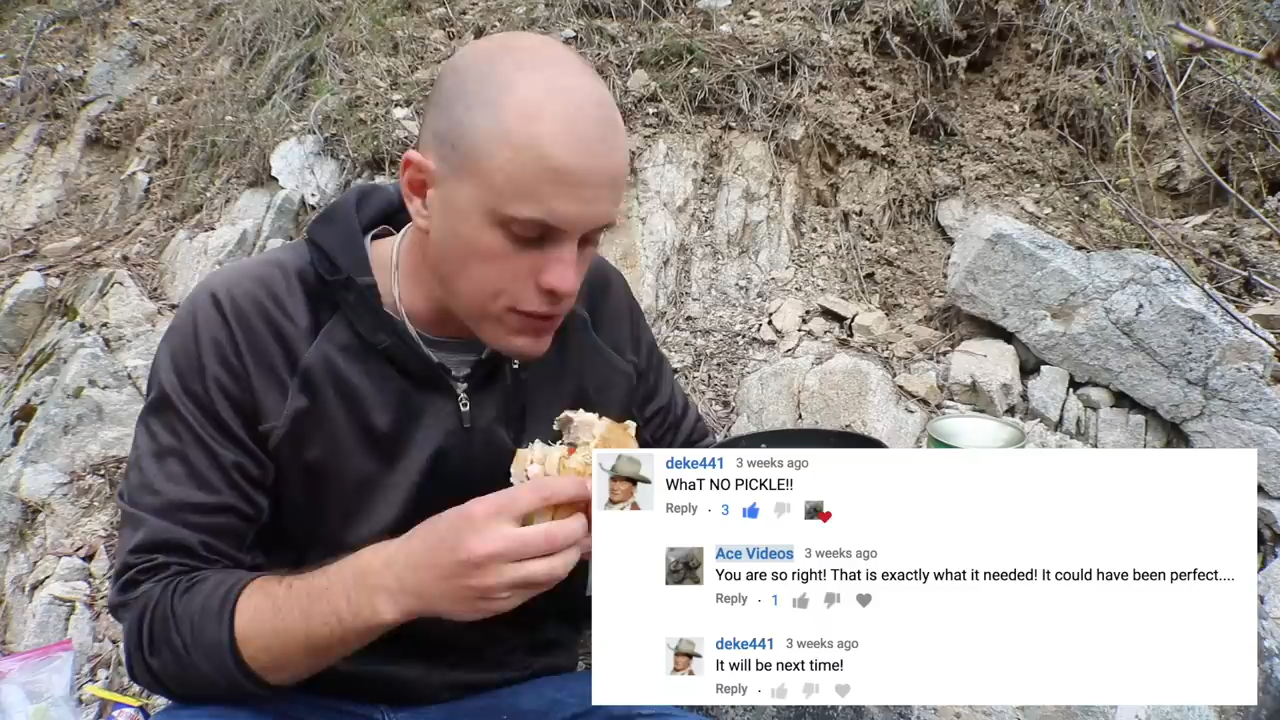 deke441 3 weeks ago
WhaT NO PICKLE!!
Reply · 3
Ace Videos 3 weeks ago
You are so right! That is exactly what it needed! It could have been perfect....
Reply · 1
deke441 3 weeks ago
It will be next time!
Reply ·